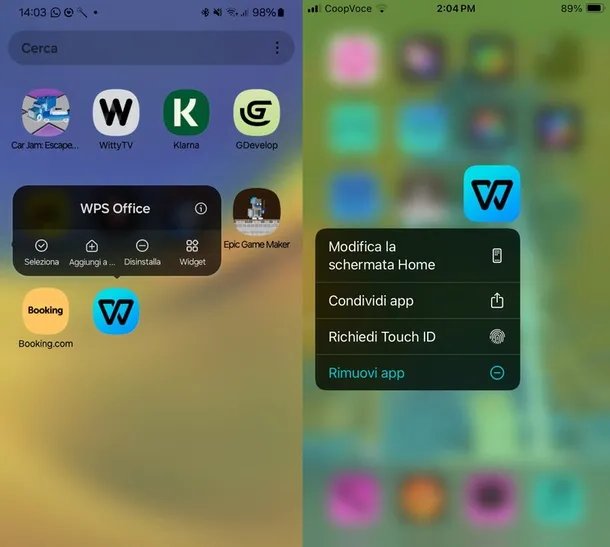 14:03
98%
Cerca
Car Jam: Escape...
WittyTV
Klarna
GDevelop
WPS Office
Seleziona
Aggiungi a ...
Disinstalla
Widget
Epic Game Maker
Booking
Booking.com
CoopVoce
2:04 PM
89%
Modifica la
schermata Home
Condividi app
Richiedi Touch ID
Rimuovi app